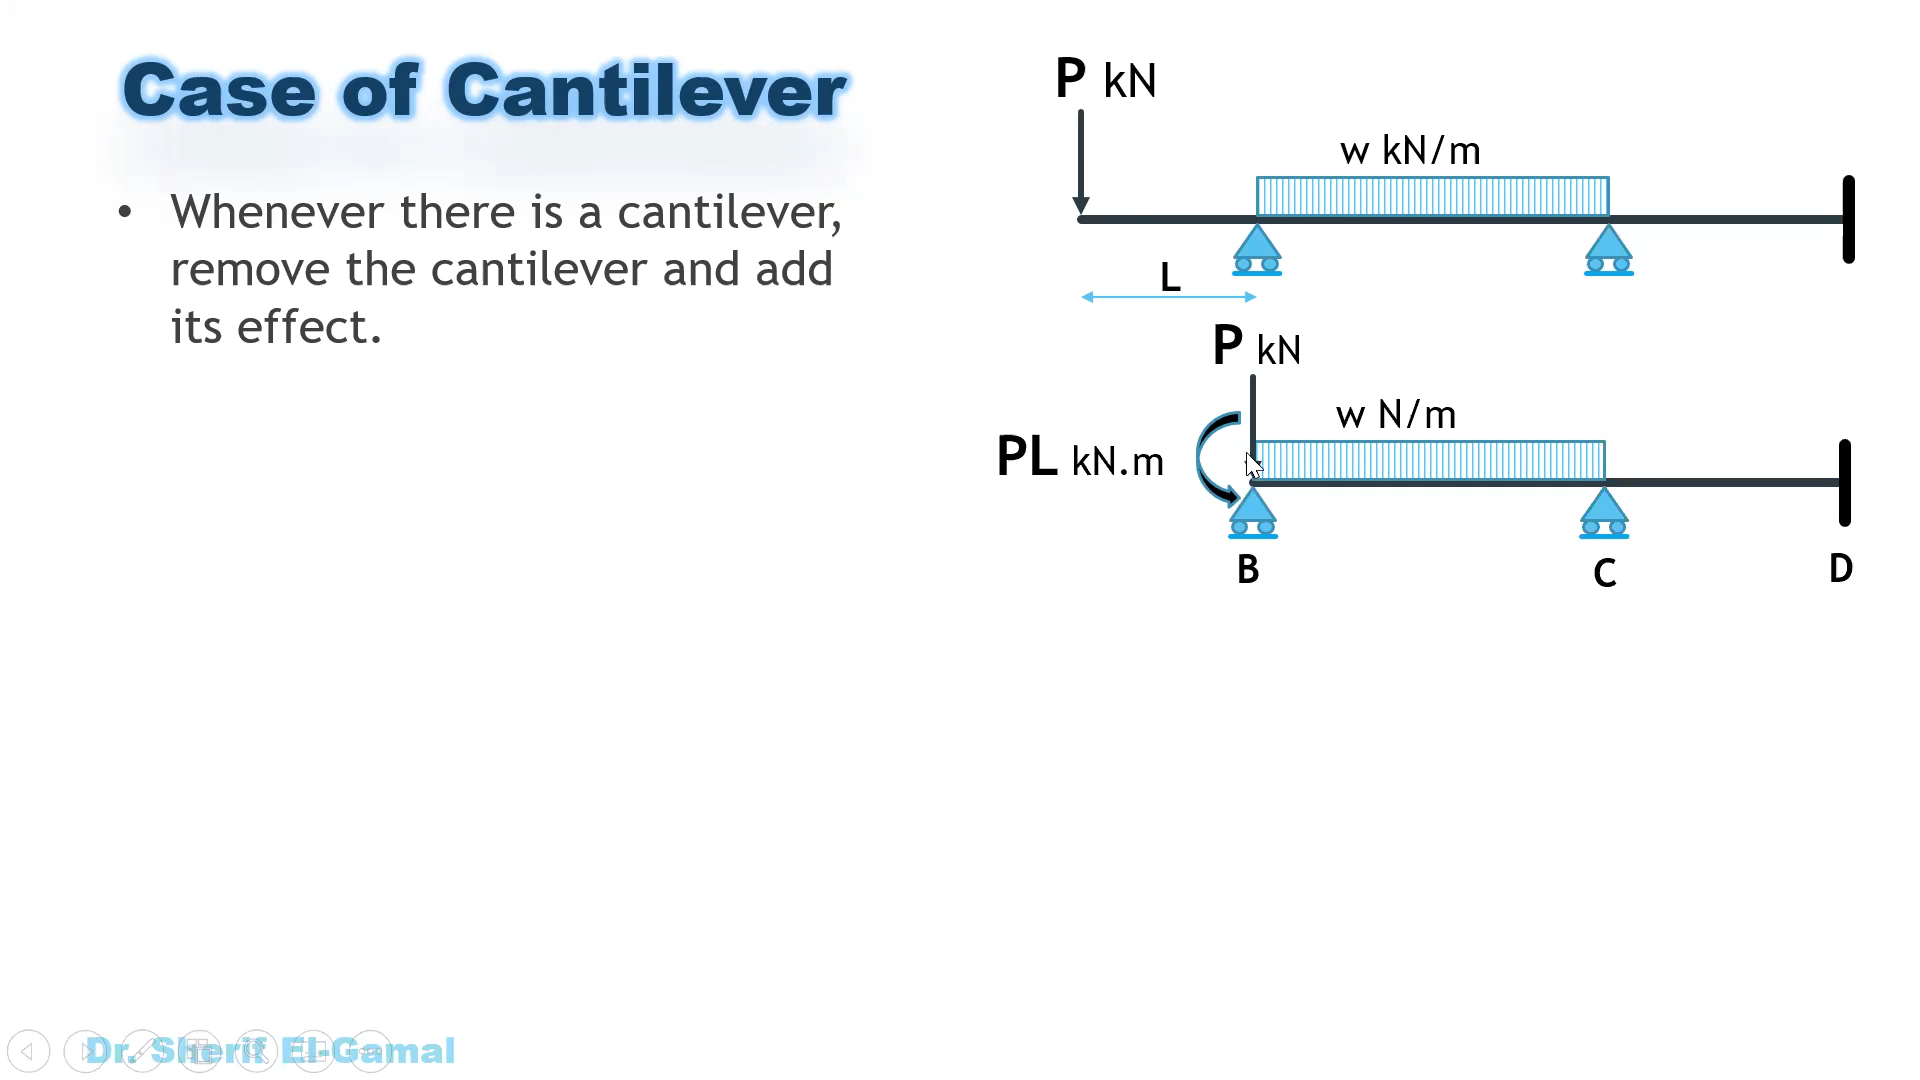 Case of Cantilever
• Whenever there is a cantilever,
remove the cantilever and add
its effect.
P kN
w kN/m
L
P kN
w N/m
PL kN.m
B
C
D
Dr. Sherif El-Gamal